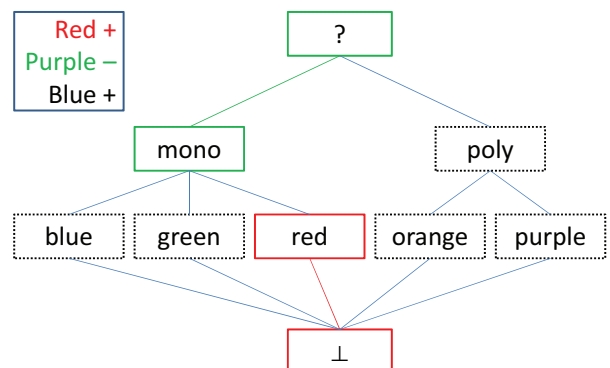 Red +
Purple –
Blue +
?
mono
poly
blue
green
red
orange
purple
⊥